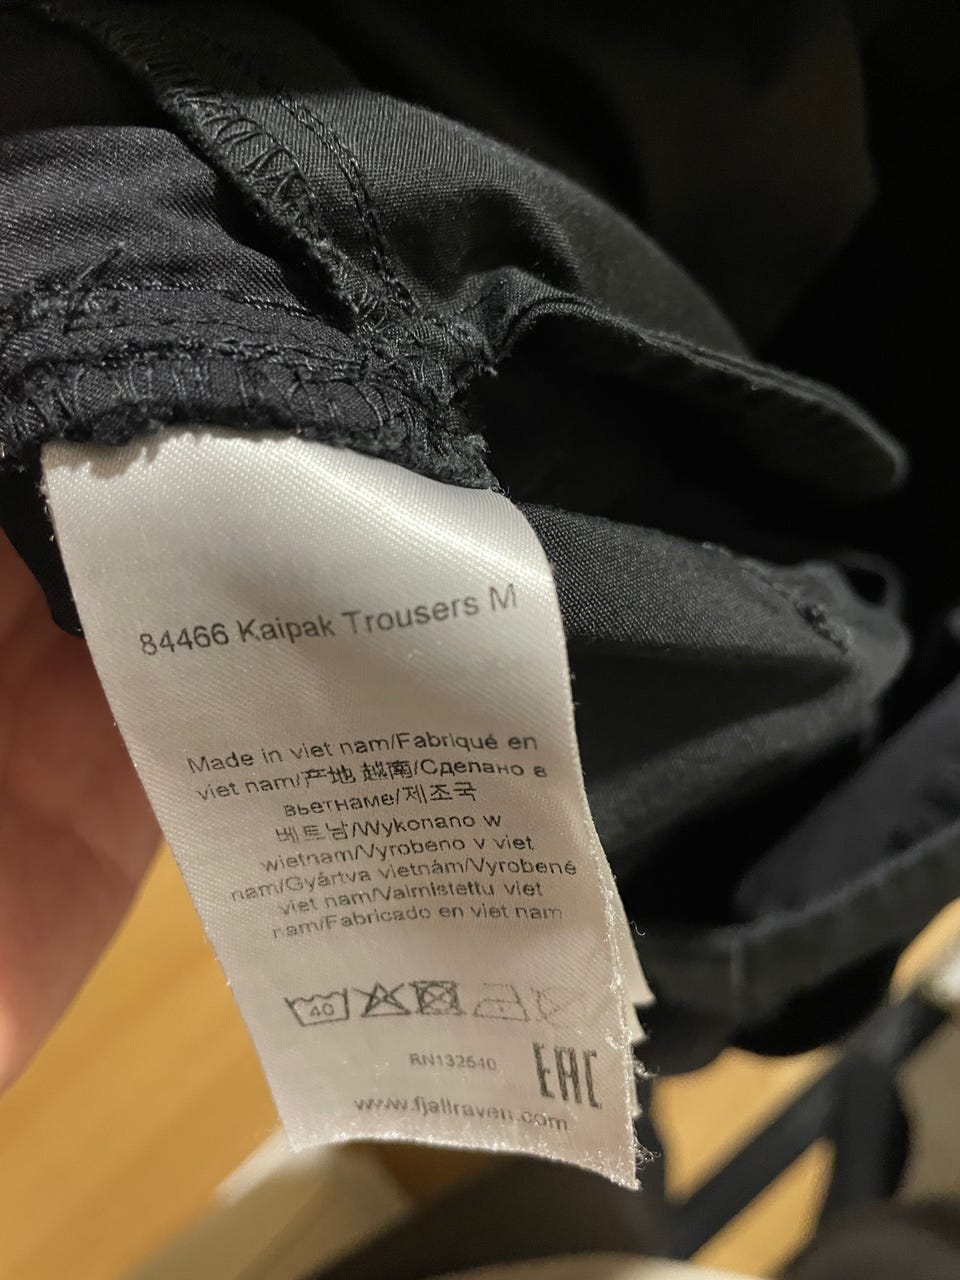 84466 Kaipak Trousers M
Made in viet nam/Fabriqué en
viet nam/产地 越南/Сделано в
вьетнаме/제조국
베트남/Wykonano w
wietnam/Vyrobeno v viet
nam/Gyártva vietnám/Vyrobené
viet nam/Valmistettu viet
nam/Fabricado en viet nam
40
RN132540
EAC
www.fjallraven.com